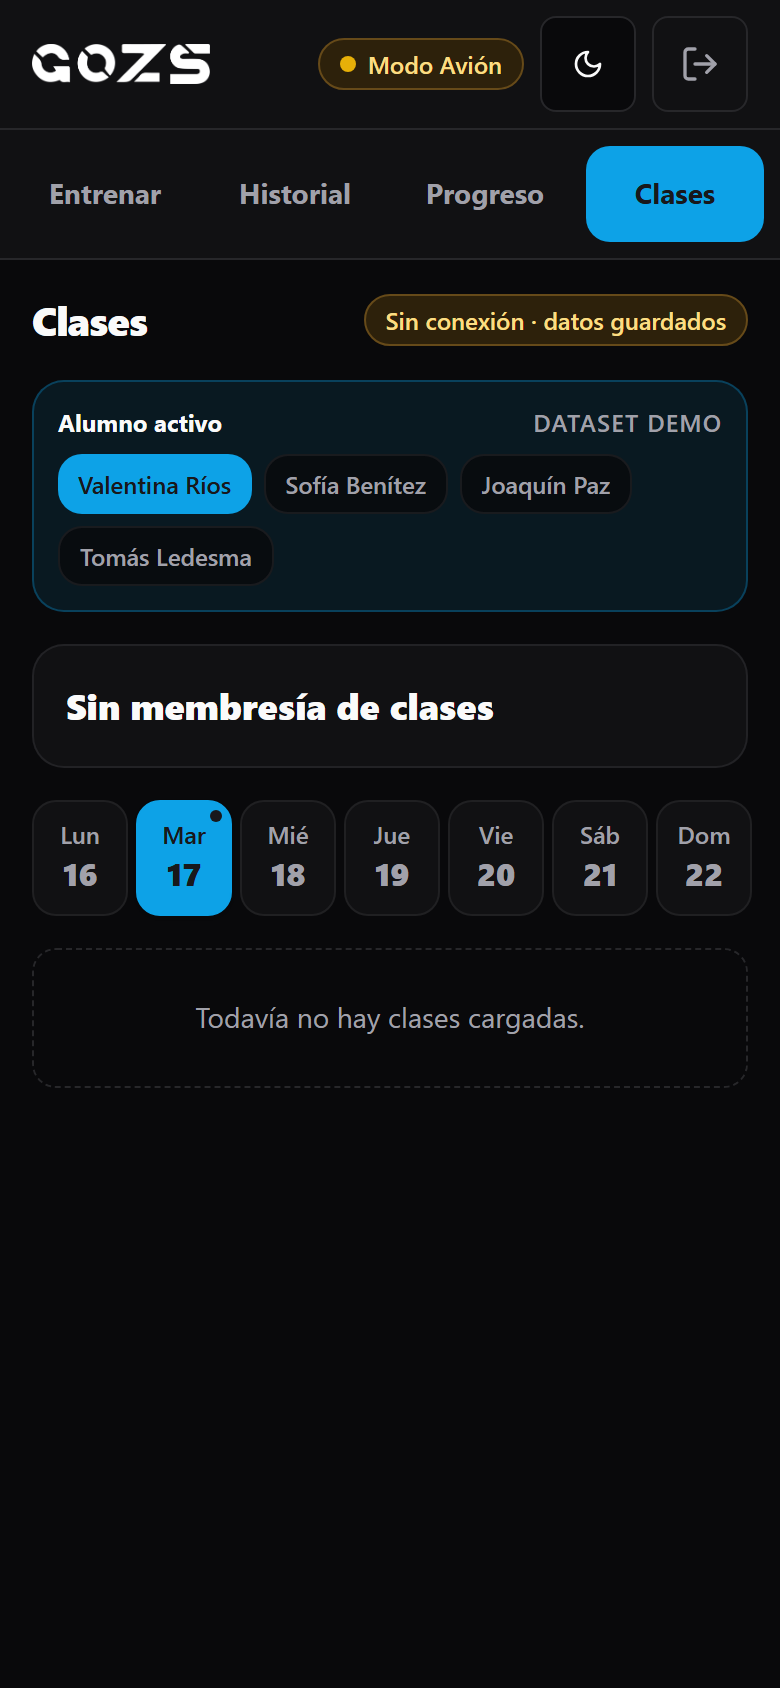 GOZS
Modo Avión
Entrenar
Historial
Progreso
Clases
Clases
Sin conexión · datos guardados
Alumno activo
DATASET DEMO
Valentina Ríos
Sofía Benítez
Joaquín Paz
Tomás Ledesma
Sin membresía de clases
Lun
16
Mar
17
Mié
18
Jue
19
Vie
20
Sáb
21
Dom
22
Todavía no hay clases cargadas.